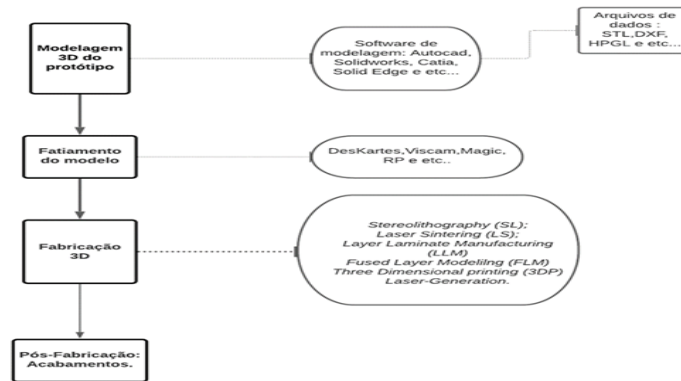 Modelagem
3D do
protótipo
Software de
modelagem: Autocad,
Solidworks, Catia,
Solid Edge e etc...
Arquivos de
dados :
STL,DXF,
HPGL e etc...
Fatiamento
do modelo
DesKartes,Viscam,Magic,
RP e etc..
Fabricação
3D
Stereolithography (SL);
Laser Sintering (LS);
Layer Laminate Manufacturing
(LLM)
Fused Layer Modelilng (FLM)
Three Dimensional printing (3DP)
Laser-Generation.
Pós-Fabricação:
Acabamentos.